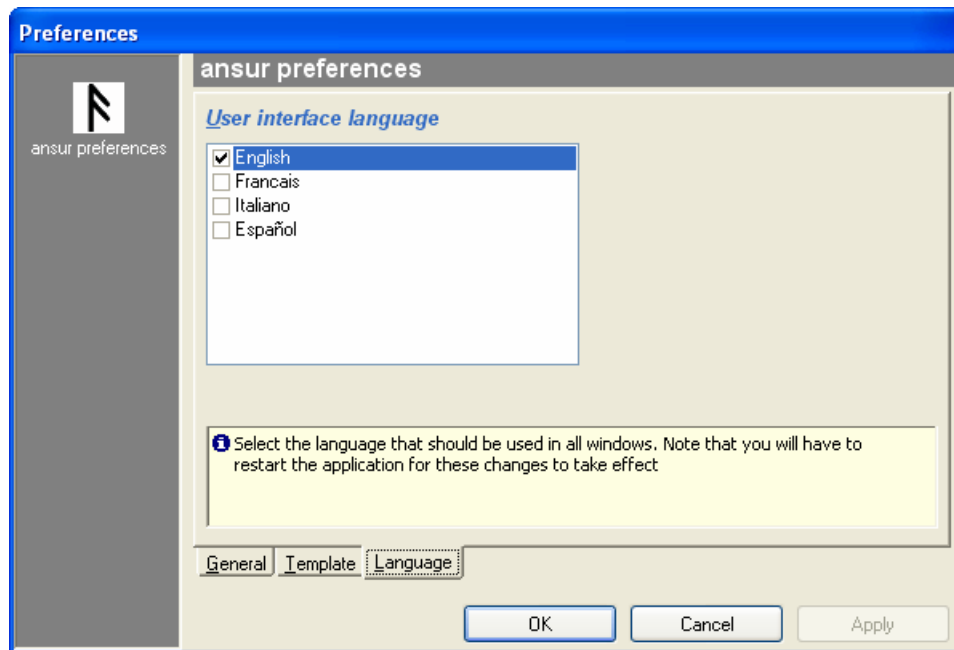 Preferences
ansur preferences
ansur preferences
User interface language
English
Francais
Italiano
Español
Select the language that should be used in all windows. Note that you will have to
restart the application for these changes to take effect
General Template Language
OK Cancel Apply